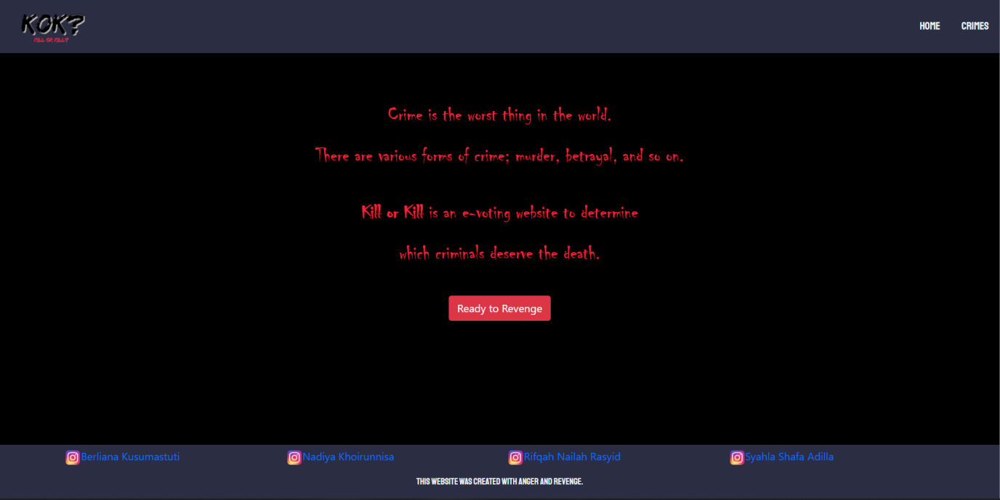 KOK?
KILL OR KILL?
HOME CRIMES
Crime is the worst thing in the world.
There are various forms of crime; murder, betrayal, and so on.
Kill or Kill is an e-voting website to determine
which criminals deserve the death.
Ready to Revenge
Berliana Kusumastuti Nadiya Khoirunnisa Rifqah Nailah Rasyid Syahla Shafa Adilla
THIS WEBSITE WAS CREATED WITH ANGER AND REVENGE.